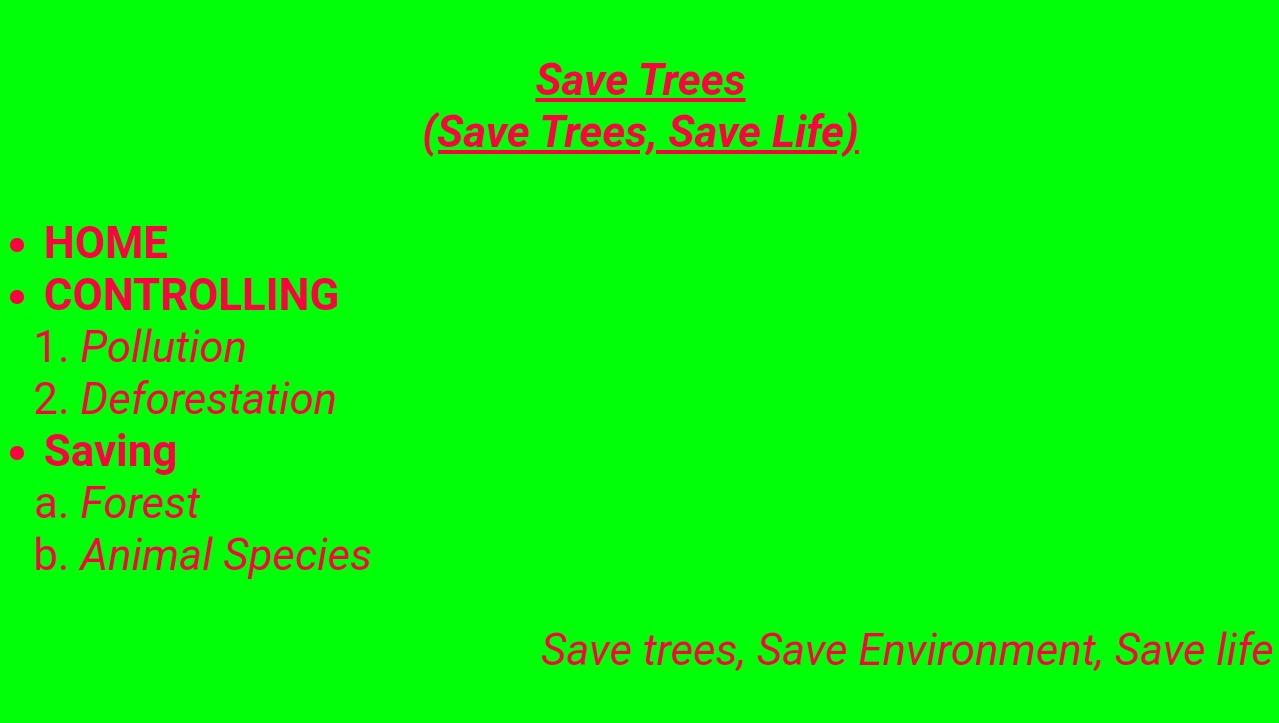 Save Trees
(Save Trees, Save Life)
• HOME
• CONTROLLING
1. Pollution
2. Deforestation
• Saving
a. Forest
b. Animal Species
Save trees, Save Environment, Save life